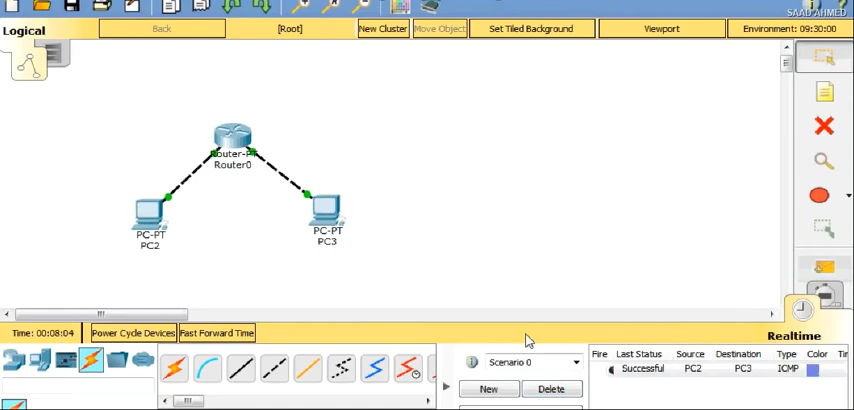 SAAD AHMED
Logical
Back
[Root]
New Cluster
Move Object
Set Tiled Background
Viewport
Environment: 09:30:00
Router-PT
Router0
PC-PT
PC2
PC-PT
PC3
Time: 00:08:04
Power Cycle Devices
Fast Forward Time
Realtime
Scenario 0
New
Delete
Fire Last Status Source Destination Type Color
Successful PC2 PC3 ICMP